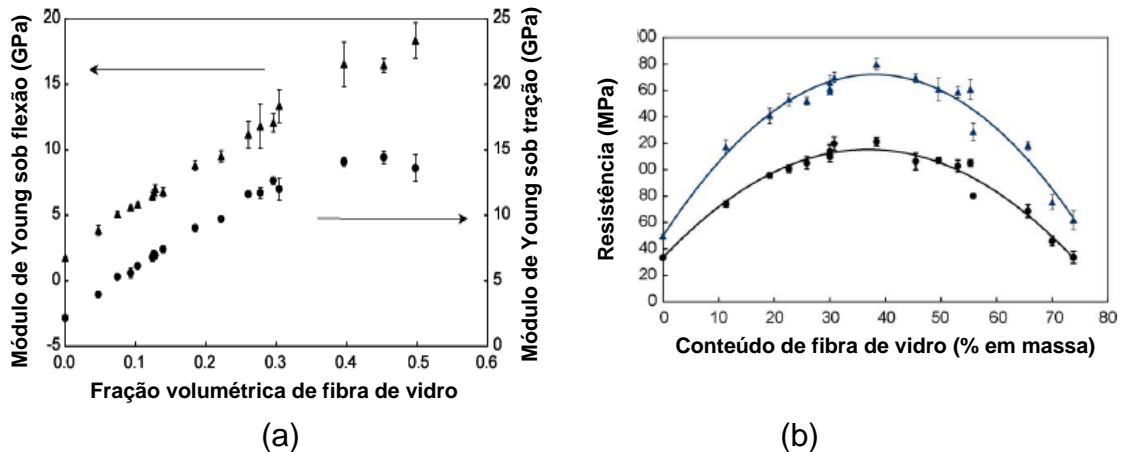 Módulo de Young sob flexão (GPa)
20
15
10
5
0
-5
25
20
15
10
5
0
Módulo de Young sob tração (GPa)
0.0 0.1 0.2 0.3 0.4 0.5 0.6
Fração volumétrica de fibra de vidro
(a)
Resistência (MPa)
200
80
60
40
20
00
80
60
40
20
0
0 10 20 30 40 50 60 70 80
Conteúdo de fibra de vidro (% em massa)
(b)